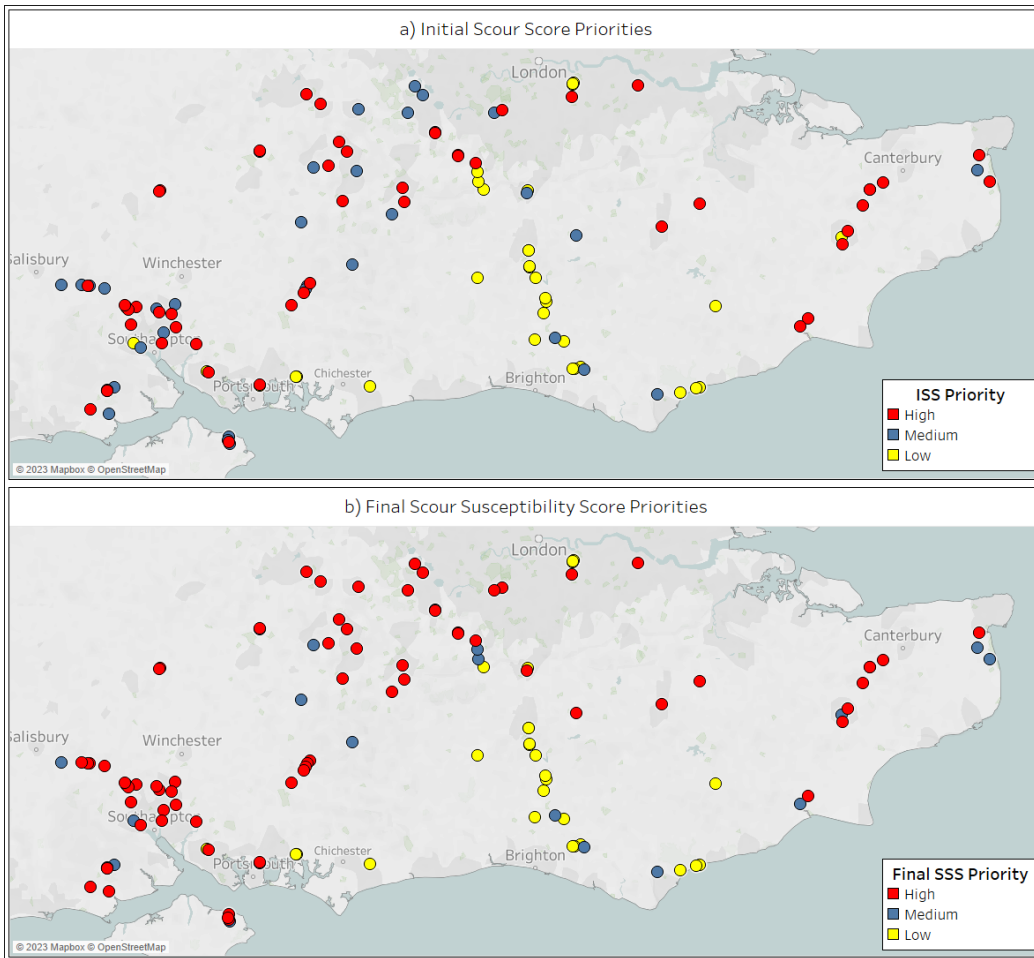 a) Initial Scour Score Priorities
London
Canterbury
Salisbury
Winchester
Southampton
Portsmouth
Chichester
Brighton
ISS Priority
High
Medium
Low
© 2023 Mapbox © OpenStreetMap
b) Final Scour Susceptibility Score Priorities
London
Canterbury
Salisbury
Winchester
Southampton
Portsmouth
Chichester
Brighton
Final SSS Priority
High
Medium
Low
© 2023 Mapbox © OpenStreetMap